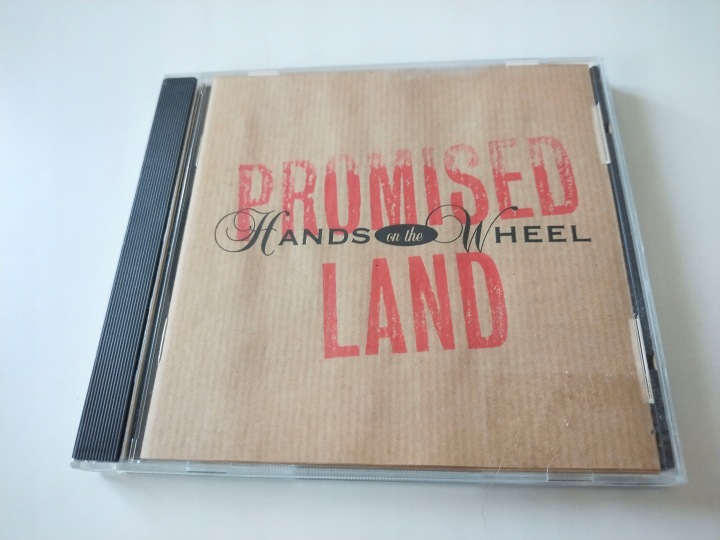 PROMISED
HANDS on the WHEEL
LAND